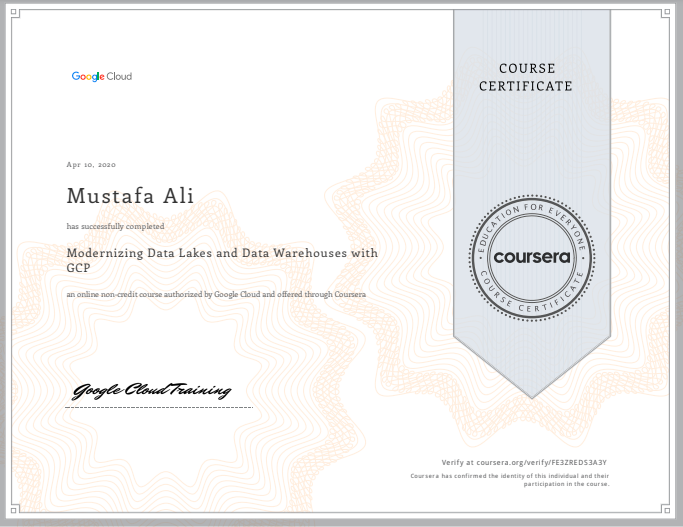 Google Cloud
COURSE
CERTIFICATE
Apr 10, 2020
Mustafa Ali
has successfully completed
Modernizing Data Lakes and Data Warehouses with
GCP
an online non-credit course authorized by Google Cloud and offered through Coursera
EDUCATION FOR EVERYONE
coursera
COURSE CERTIFICATE
Google Cloud Training
Verify at coursera.org/verify/FE3ZREDS3A3Y
Coursera has confirmed the identity of this individual and their
participation in the course.